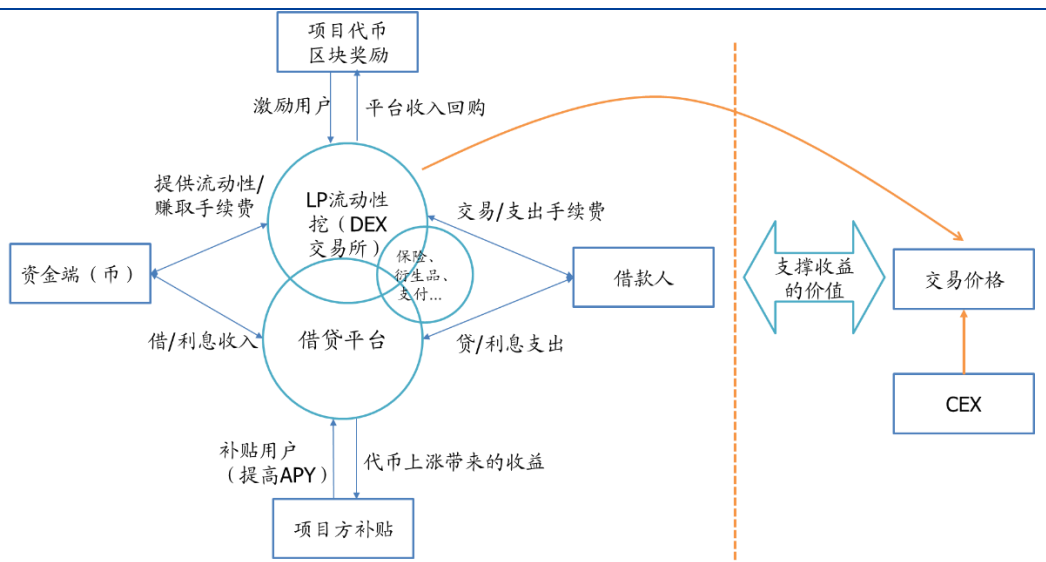 项目代币
区块奖励
激励用户
平台收入回购
提供流动性/
赚取手续费
LP流动性
挖（DEX
交易所）
交易/支出手续费
保险、
衍生品、
支付...
资金端（币）
借款人
支撑收益
的价值
交易价格
借/利息收入
借贷平台
贷/利息支出
CEX
补贴用户
（提高APY）
代币上涨带来的收益
项目方补贴